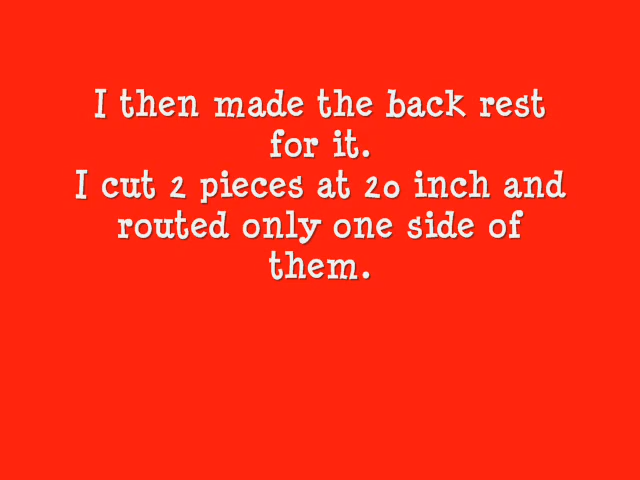 I then made the back rest
for it.
I cut 2 pieces at 20 inch and
routed only one side of
them.